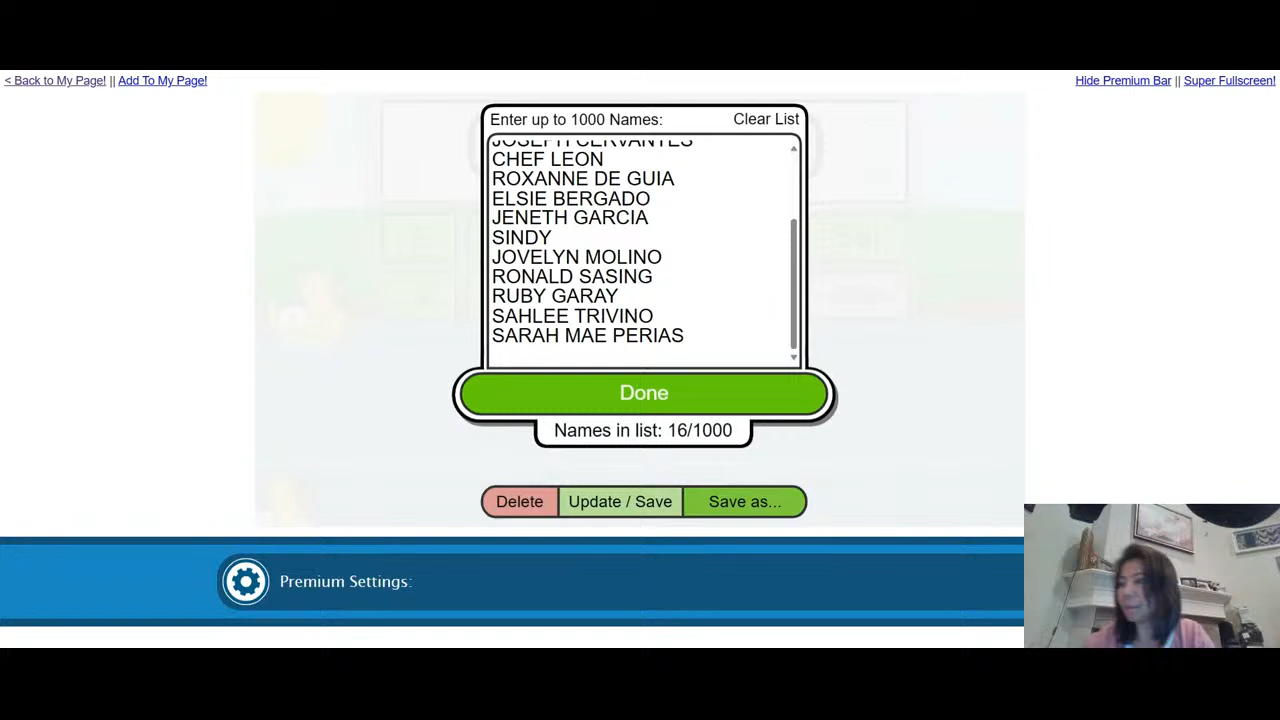 < Back to My Page! || Add To My Page!
Hide Premium Bar || Super Fullscreen!
Enter up to 1000 Names:
Clear List
JOSEPH CERVANTES
CHEF LEON
ROXANNE DE GUIA
ELSIE BERGADO
JENETH GARCIA
SINDY
JOVELYN MOLINO
RONALD SASING
RUBY GARAY
SAHLEE TRIVINO
SARAH MAE PERIAS
Done
Names in list: 16/1000
Delete
Update / Save
Save as...
Premium Settings: